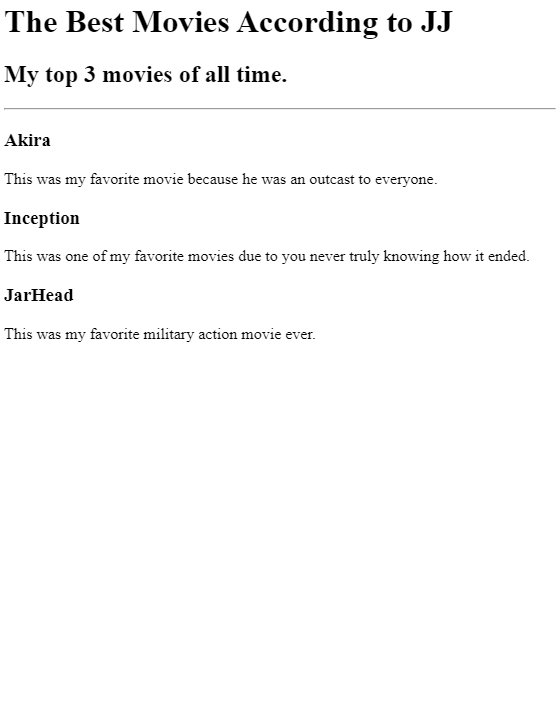 The Best Movies According to JJ
My top 3 movies of all time.
Akira
This was my favorite movie because he was an outcast to everyone.
Inception
This was one of my favorite movies due to you never truly knowing how it ended.
JarHead
This was my favorite military action movie ever.